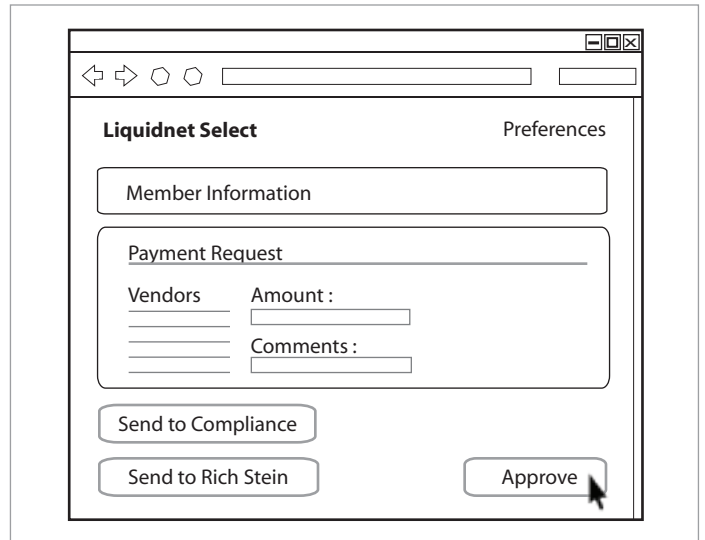 Liquidnet Select
Preferences
Member Information
Payment Request
Vendors
Amount :
Comments :
Send to Compliance
Send to Rich Stein
Approve